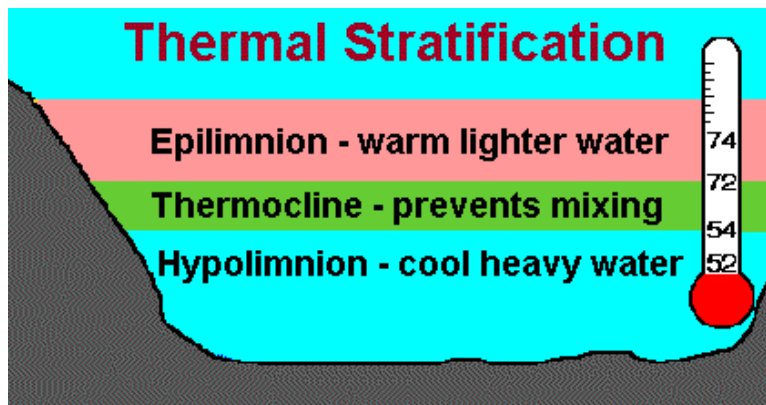 Thermal Stratification
Epilimnion - warm lighter water
74
72
Thermocline - prevents mixing
54
Hypolimnion - cool heavy water
52